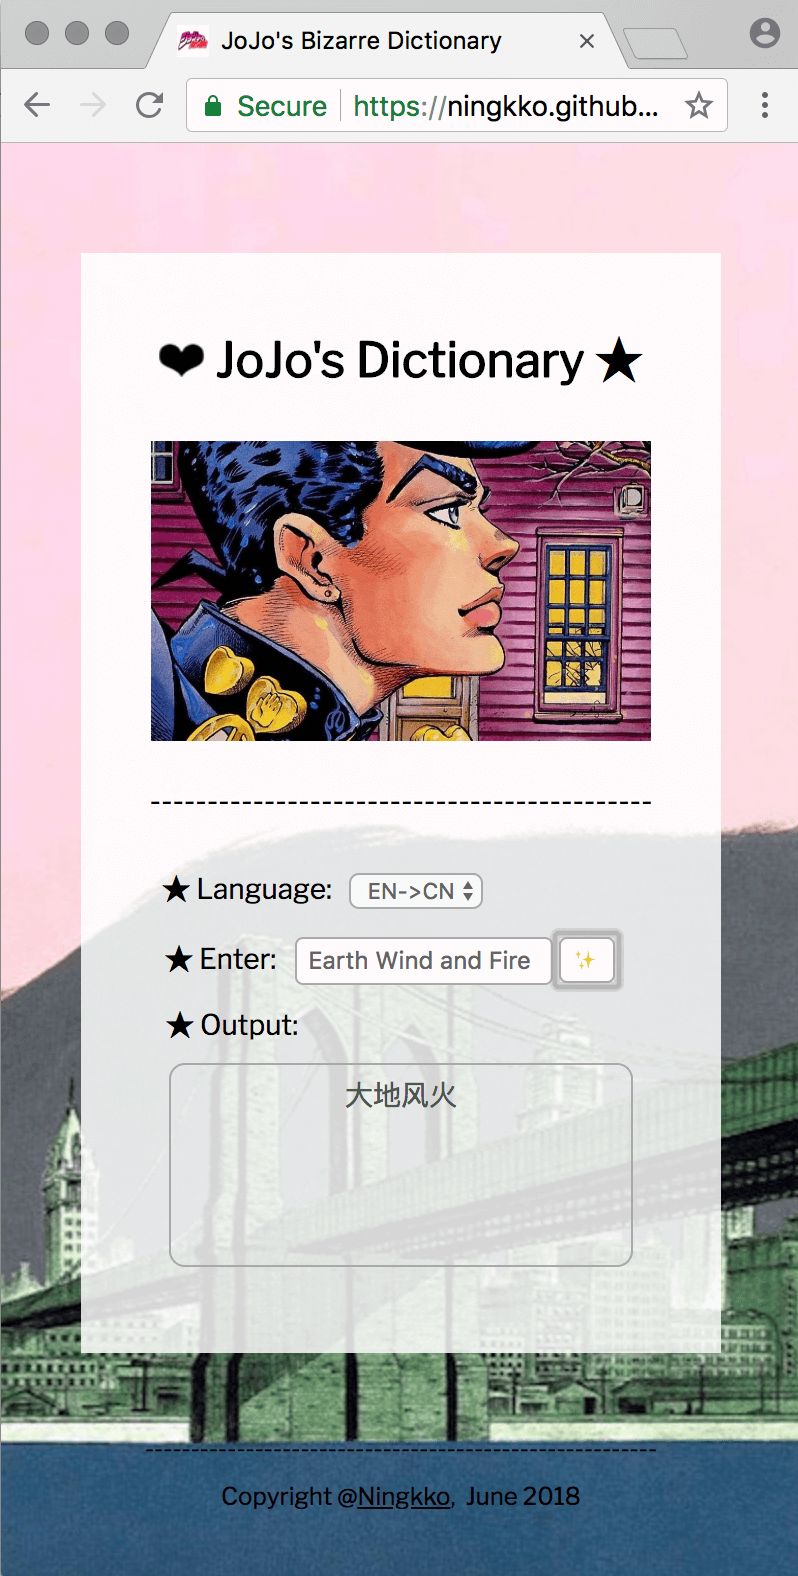 JoJo's Bizarre Dictionary
Secure https://ningkko.github...
❤ JoJo's Dictionary ★
--------------------------------------------
★ Language: EN->CN
★ Enter: Earth Wind and Fire ✨
★ Output:
大地风火
Copyright @Ningkko, June 2018